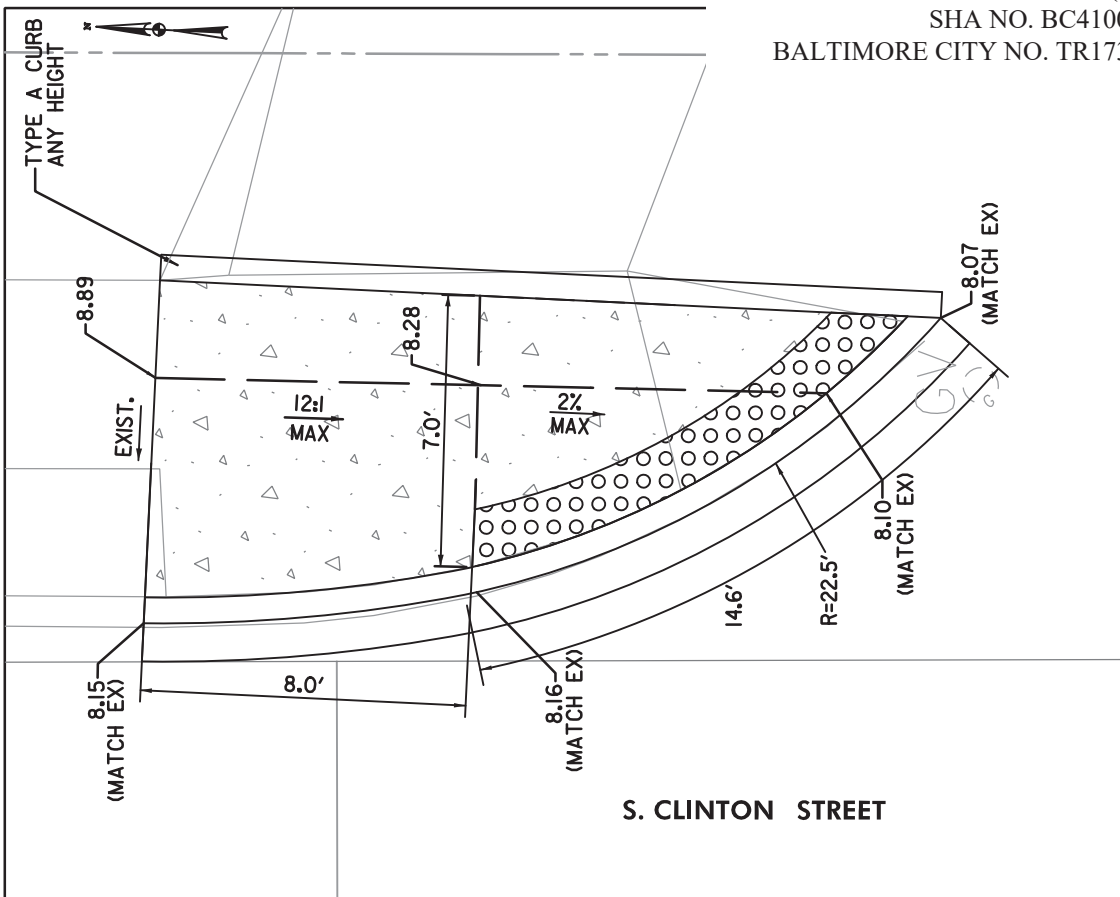 SHA NO. BC4100
BALTIMORE CITY NO. TR173
N
TYPE A CURB
ANY HEIGHT
8.89
EXIST.
12:1
MAX
7.0'
8.28
2%
MAX
8.07
(MATCH EX)
8.10
(MATCH EX)
R=22.5'
14.6'
8.16
(MATCH EX)
8.15
(MATCH EX)
8.0'
S. CLINTON STREET